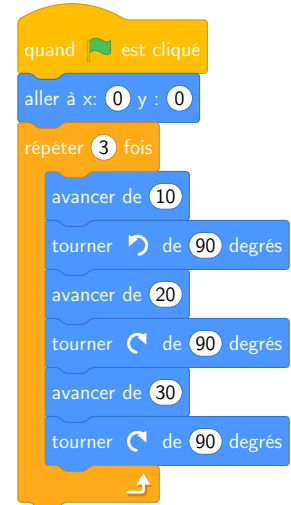 quand est cliqué
aller à x: 0 y : 0
répéter 3 fois
avancer de 10
tourner de 90 degrés
avancer de 20
tourner de 90 degrés
avancer de 30
tourner de 90 degrés